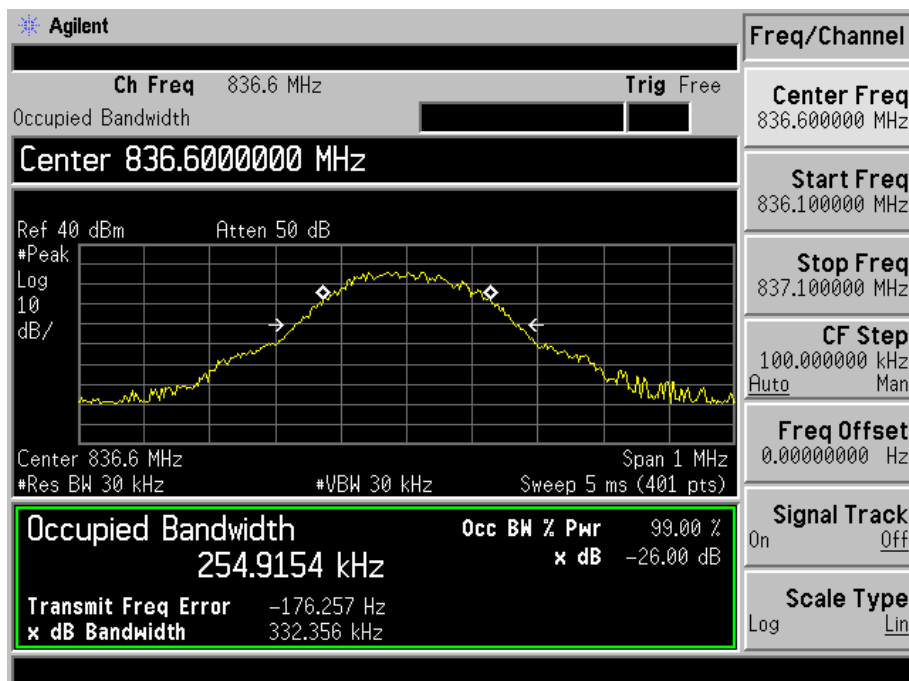 Agilent
Freq/Channel
Ch Freq 836.6 MHz Trig Free
Occupied Bandwidth
Center 836.6000000 MHz
Ref 40 dBm Atten 50 dB
#Peak
Log
10
dB/
Center 836.6 MHz Span 1 MHz
#Res BW 30 kHz #VBW 30 kHz Sweep 5 ms (401 pts)
Occupied Bandwidth Occ BW % Pwr 99.00 %
254.9154 kHz x dB -26.00 dB
Transmit Freq Error -176.257 Hz
x dB Bandwidth 332.356 kHz
Center Freq
836.600000 MHz
Start Freq
836.100000 MHz
Stop Freq
837.100000 MHz
CF Step
100.000000 kHz
Auto Man
Freq Offset
0.00000000 Hz
Signal Track
On Off
Scale Type
Log Lin